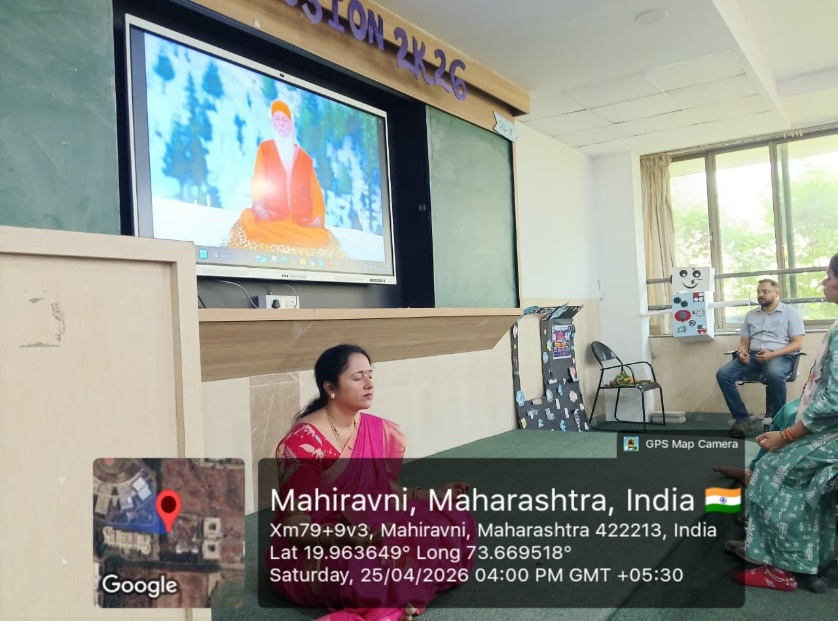 USION 2K26
GPS Map Camera
Mahiravni, Maharashtra, India
Xm79+9v3, Mahiravni, Maharashtra 422213, India
Lat 19.963649° Long 73.669518°
Saturday, 25/04/2026 04:00 PM GMT +05:30
Google